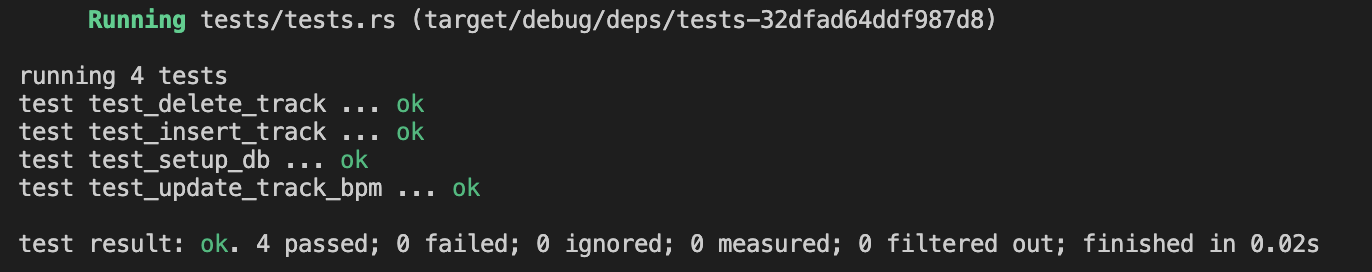 Running tests/tests.rs (target/debug/deps/tests-32dfad64ddf987d8)
running 4 tests
test test_delete_track ... ok
test test_insert_track ... ok
test test_setup_db ... ok
test test_update_track_bpm ... ok
test result: ok. 4 passed; 0 failed; 0 ignored; 0 measured; 0 filtered out; finished in 0.02s